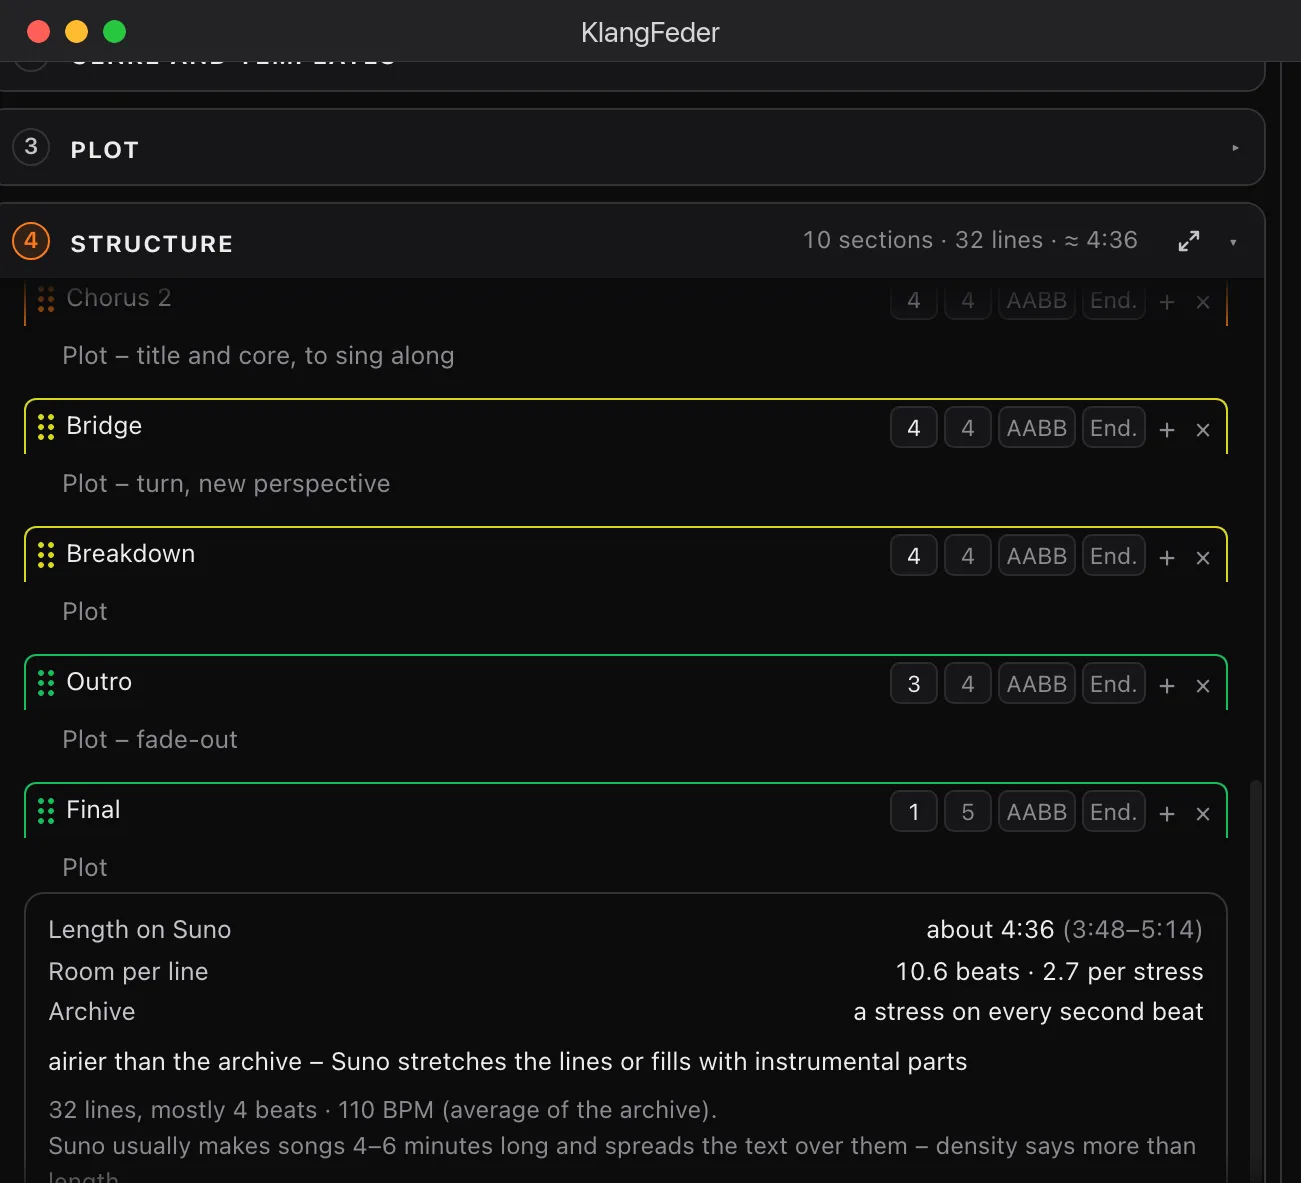 KlangFeder
GENRE AND TEMPLATES
3 PLOT
4 STRUCTURE 10 sections · 32 lines · ≈ 4:36
Chorus 2 4 4 AABB End. + ×
Plot – title and core, to sing along
Bridge 4 4 AABB End. + ×
Plot – turn, new perspective
Breakdown 4 4 AABB End. + ×
Plot
Outro 3 4 AABB End. + ×
Plot – fade-out
Final 1 5 AABB End. + ×
Plot
Length on Suno about 4:36 (3:48–5:14)
Room per line 10.6 beats · 2.7 per stress
Archive a stress on every second beat
airier than the archive – Suno stretches the lines or fills with instrumental parts
32 lines, mostly 4 beats · 110 BPM (average of the archive).
Suno usually makes songs 4–6 minutes long and spreads the text over them – density says more than
length.